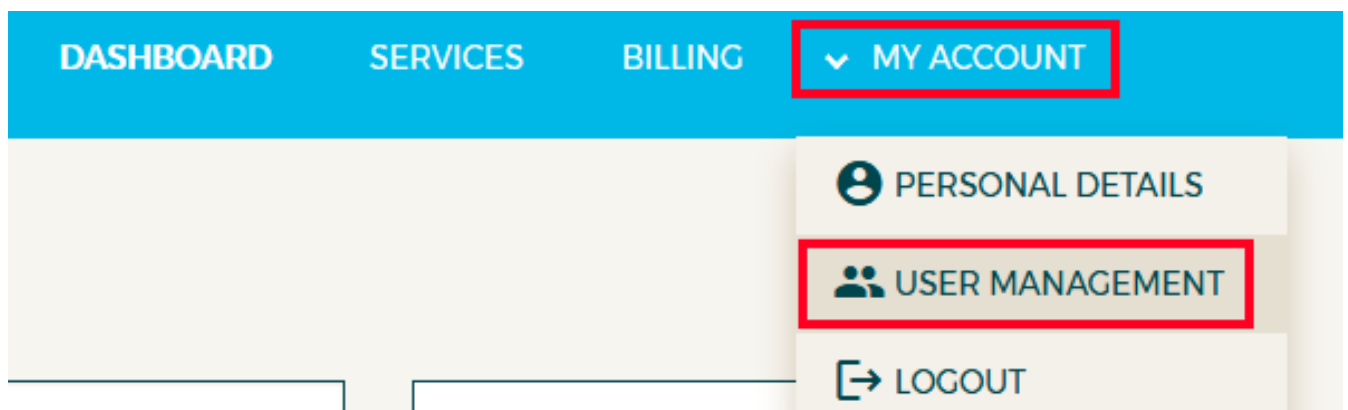 DASHBOARD SERVICES BILLING MY ACCOUNT
PERSONAL DETAILS
USER MANAGEMENT
LOGOUT